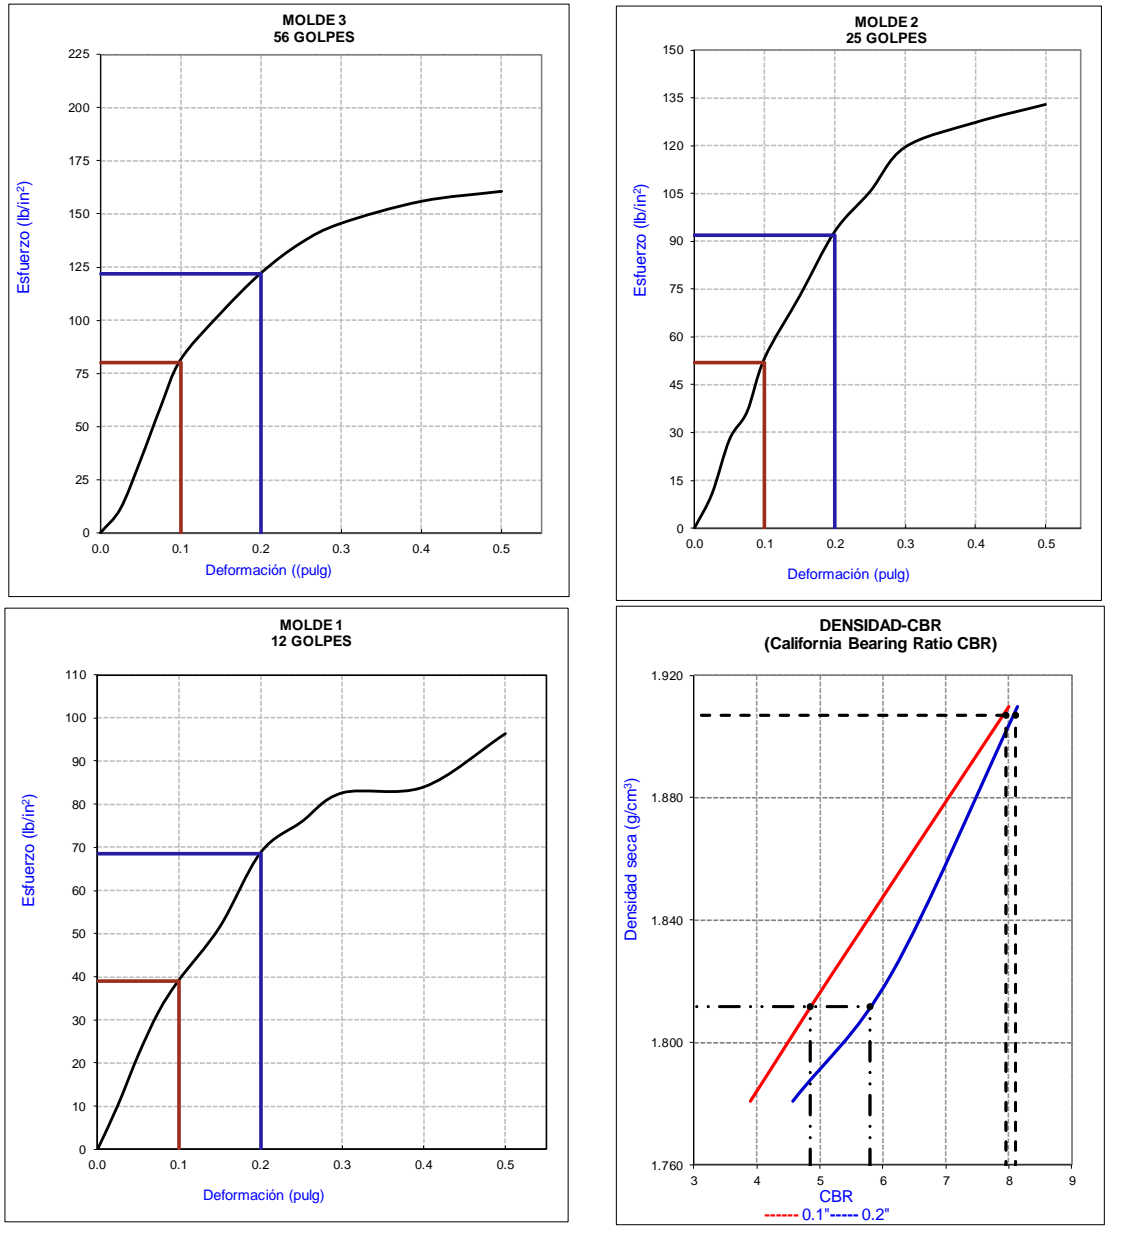 MOLDE 3
56 GOLPES
225
200
175
150
125
100
75
50
25
0
0.0 0.1 0.2 0.3 0.4 0.5
Esfuerzo (lb/in²)
Deformación ((pulg)
MOLDE 2
25 GOLPES
150
135
120
105
90
75
60
45
30
15
0
0.0 0.1 0.2 0.3 0.4 0.5
Esfuerzo (lb/in²)
Deformación (pulg)
MOLDE 1
12 GOLPES
110
100
90
80
70
60
50
40
30
20
10
0
0.0 0.1 0.2 0.3 0.4 0.5
Esfuerzo (lb/in²)
Deformación (pulg)
DENSIDAD-CBR
(California Bearing Ratio CBR)
1.920
1.880
1.840
1.800
1.760
3 4 5 6 7 8 9
Densidad seca (g/cm³)
CBR
------ 0.1"----- 0.2"